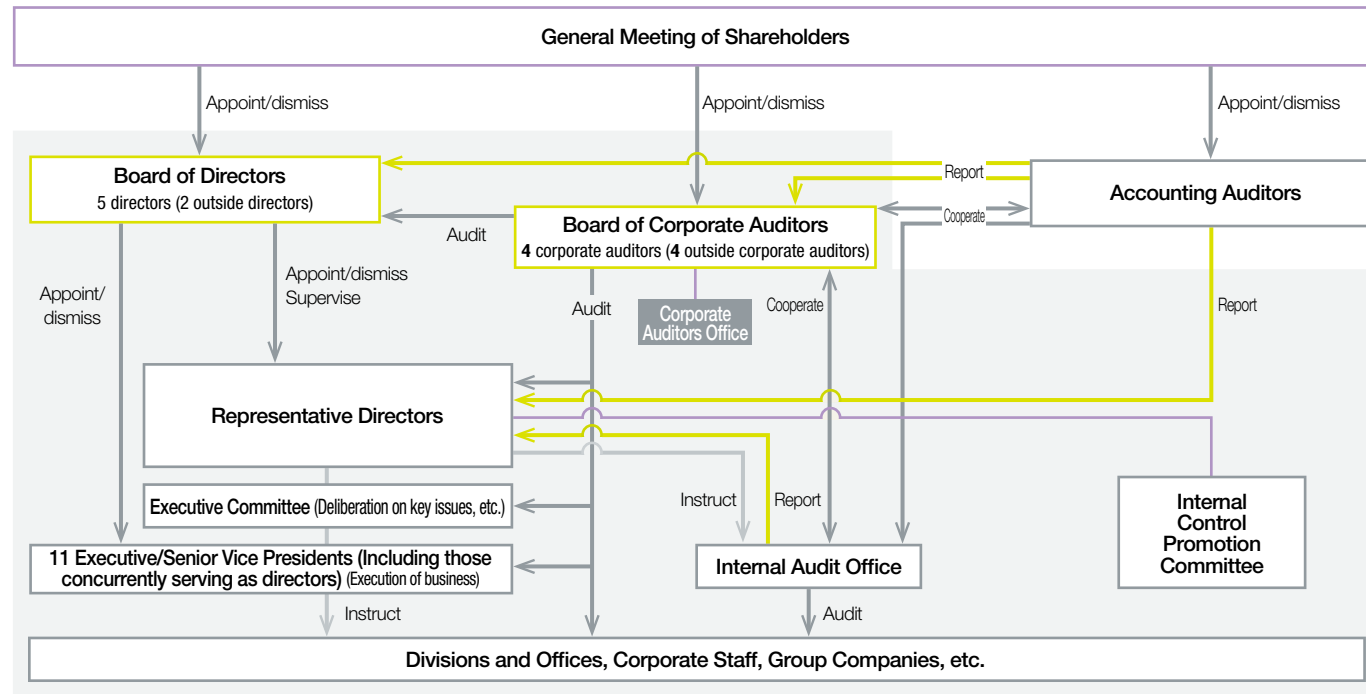 General Meeting of Shareholders
Appoint/dismiss
Appoint/dismiss
Appoint/dismiss
Board of Directors
5 directors (2 outside directors)
Report
Accounting Auditors
Audit
Board of Corporate Auditors
4 corporate auditors (4 outside corporate auditors)
Cooperate
Appoint/
dismiss
Appoint/dismiss
Supervise
Audit
Corporate
Auditors Office
Cooperate
Report
Representative Directors
Executive Committee (Deliberation on key issues, etc.)
Instruct
Report
Internal
Control
Promotion
Committee
11 Executive/Senior Vice Presidents (Including those
concurrently serving as directors) (Execution of business)
Internal Audit Office
Instruct
Audit
Divisions and Offices, Corporate Staff, Group Companies, etc.